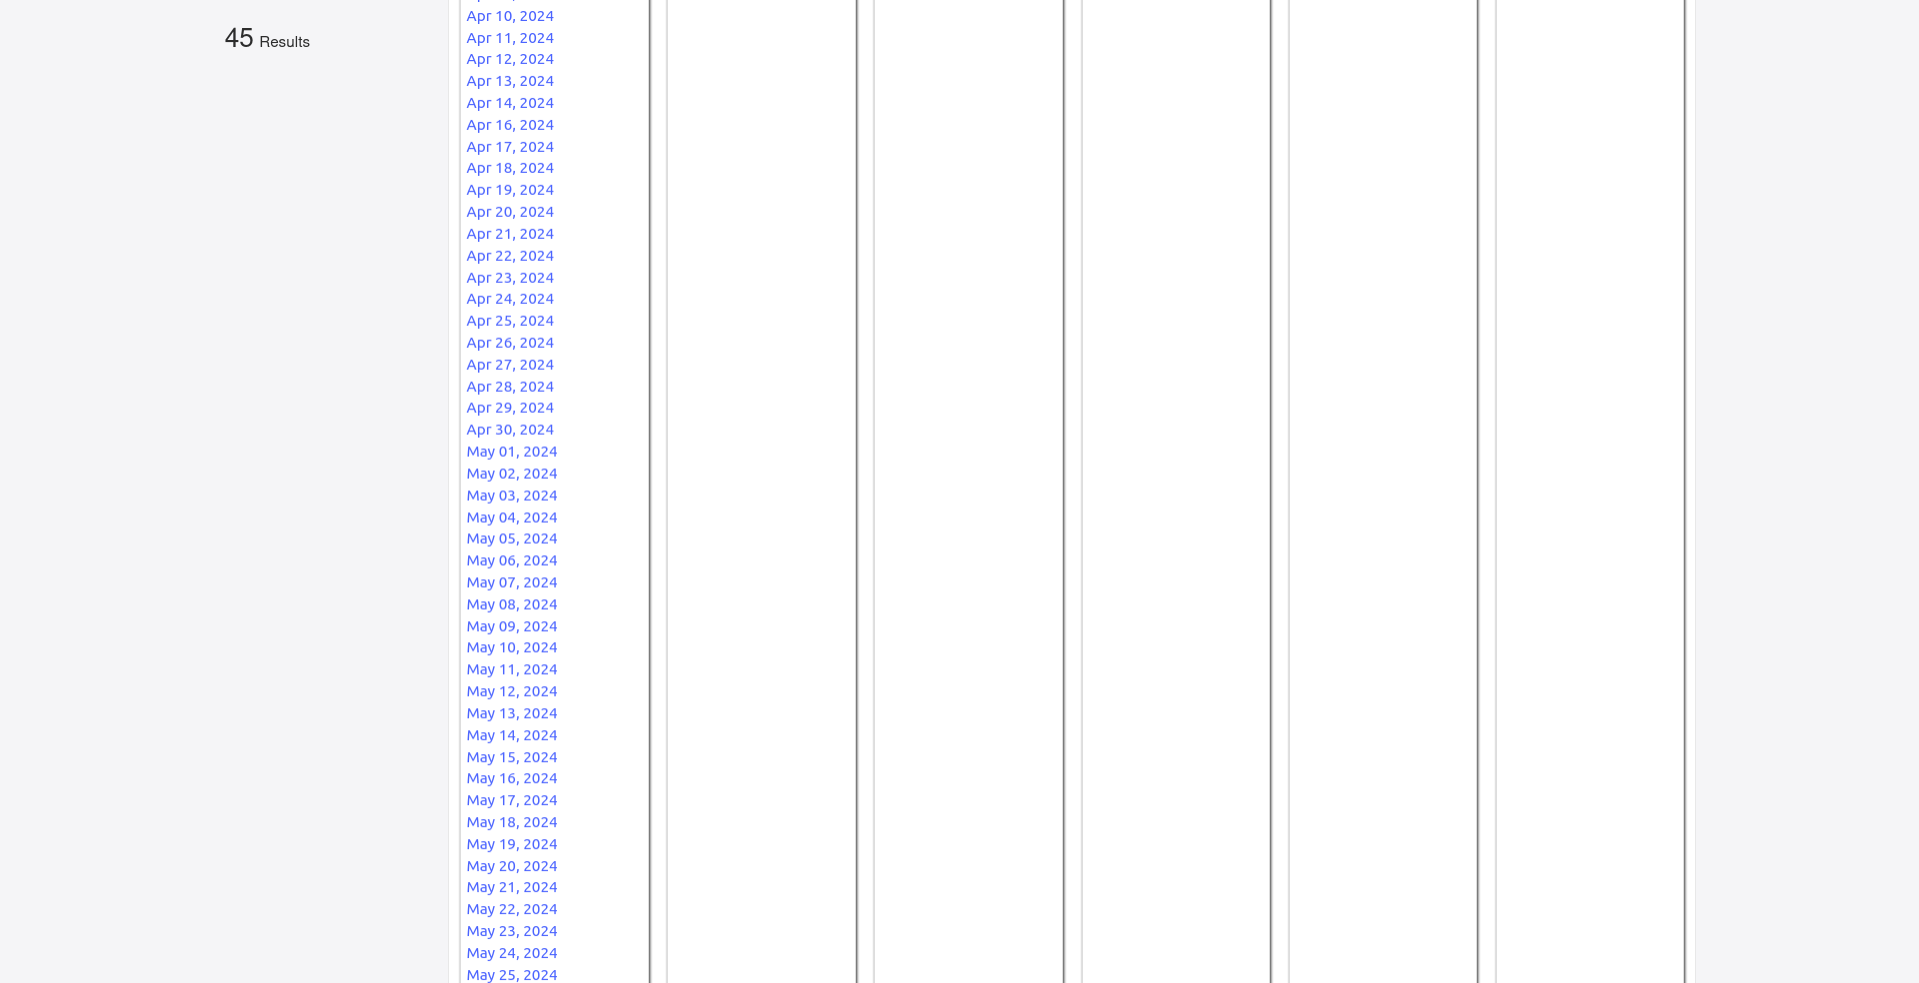 45 Results
Apr 10, 2024
Apr 11, 2024
Apr 12, 2024
Apr 13, 2024
Apr 14, 2024
Apr 16, 2024
Apr 17, 2024
Apr 18, 2024
Apr 19, 2024
Apr 20, 2024
Apr 21, 2024
Apr 22, 2024
Apr 23, 2024
Apr 24, 2024
Apr 25, 2024
Apr 26, 2024
Apr 27, 2024
Apr 28, 2024
Apr 29, 2024
Apr 30, 2024
May 01, 2024
May 02, 2024
May 03, 2024
May 04, 2024
May 05, 2024
May 06, 2024
May 07, 2024
May 08, 2024
May 09, 2024
May 10, 2024
May 11, 2024
May 12, 2024
May 13, 2024
May 14, 2024
May 15, 2024
May 16, 2024
May 17, 2024
May 18, 2024
May 19, 2024
May 20, 2024
May 21, 2024
May 22, 2024
May 23, 2024
May 24, 2024
May 25, 2024